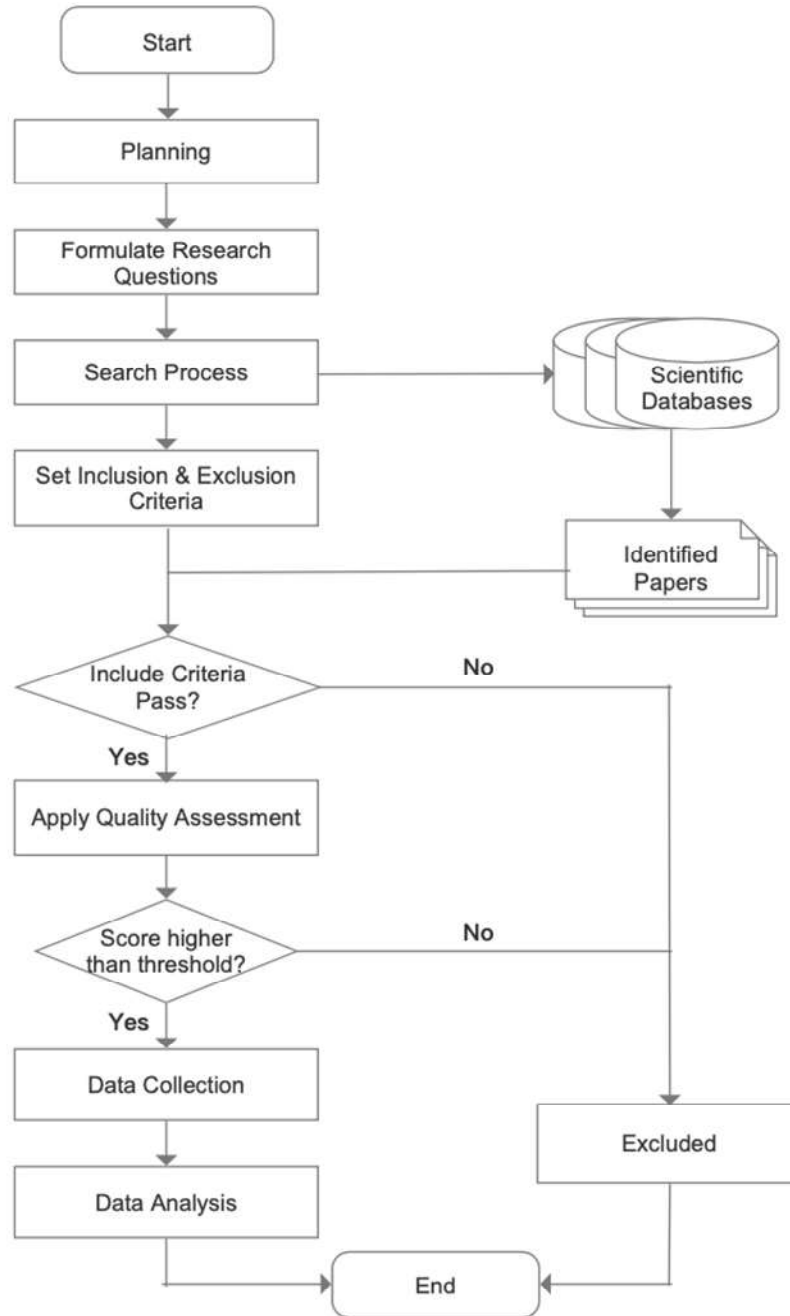 Start
Planning
Formulate Research
Questions
Search Process
Scientific
Databases
Set Inclusion & Exclusion
Criteria
Identified
Papers
Include Criteria
Pass?
No
Yes
Apply Quality Assessment
Score higher
than threshold?
No
Yes
Data Collection
Excluded
Data Analysis
End